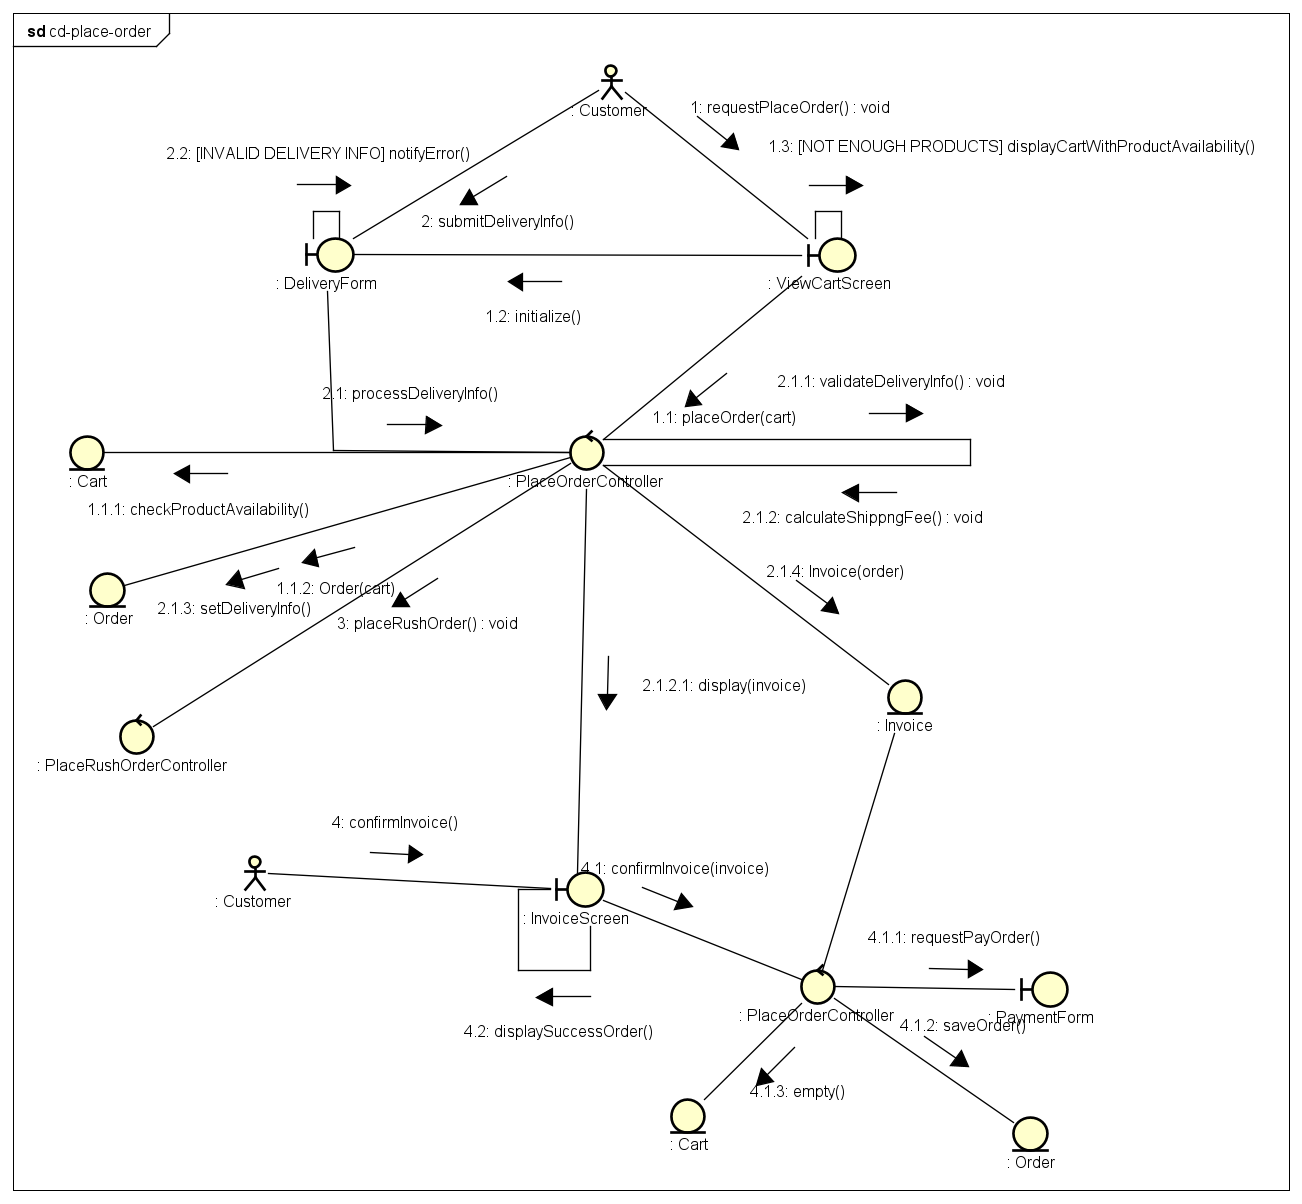 sd cd-place-order
: Customer
1: requestPlaceOrder() : void
1.3: [NOT ENOUGH PRODUCTS] displayCartWithProductAvailability()
2.2: [INVALID DELIVERY INFO] notifyError()
2: submitDeliveryInfo()
: DeliveryForm
: ViewCartScreen
1.2: initialize()
2.1: processDeliveryInfo()
2.1.1: validateDeliveryInfo() : void
1.1: placeOrder(cart)
: Cart
: PlaceOrderController
1.1.1: checkProductAvailability()
2.1.2: calculateShippngFee() : void
2.1.4: Invoice(order)
1.1.2: Order(cart)
2.1.3: setDeliveryInfo()
: Order
3: placeRushOrder() : void
2.1.2.1: display(invoice)
: Invoice
: PlaceRushOrderController
4: confirmInvoice()
4.1: confirmInvoice(invoice)
: Customer
: InvoiceScreen
4.1.1: requestPayOrder()
4.2: displaySuccessOrder()
: PlaceOrderController
: PaymentForm
4.1.2: saveOrder()
4.1.3: empty()
: Cart
: Order